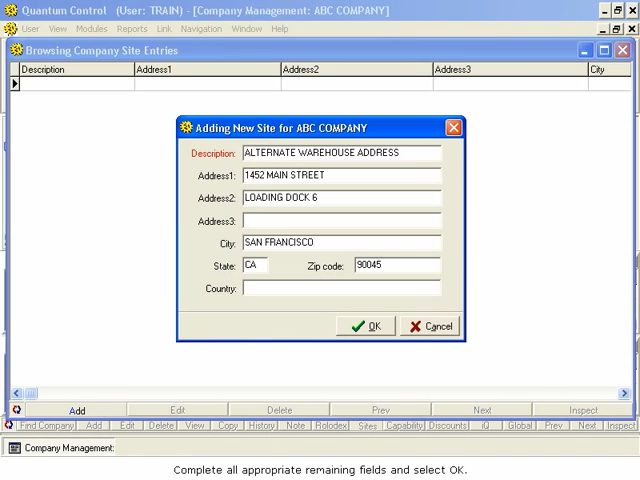 Quantum Control (User: TRAIN) - [Company Management: ABC COMPANY]
User View Modules Reports Link Navigation Window Help
Browsing Company Site Entries
Description Address1 Address2 Address3 City
Adding New Site for ABC COMPANY
Description: ALTERNATE WAREHOUSE ADDRESS
Address1: 1452 MAIN STREET
Address2: LOADING DOCK 6
Address3:
City: SAN FRANCISCO
State: CA Zip code: 90045
Country:
OK Cancel
Add Edit Delete Prev Next Inspect
Find Company Add Edit Delete View Copy History Note Rolodex Sites Capability Discounts iQ Global Prev Next Inspect
Company Management:
Complete all appropriate remaining fields and select OK.